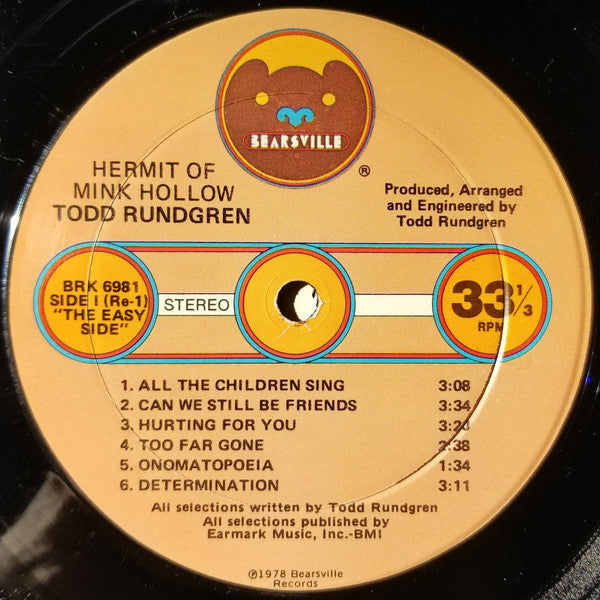 BEARSVILLE
®
HERMIT OF
MINK HOLLOW
TODD RUNDGREN
Produced, Arranged
and Engineered by
Todd Rundgren
BRK 6981
SIDE I (Re-1)
"THE EASY
SIDE"
STEREO
33 1/3
RPM
1. ALL THE CHILDREN SING 3:08
2. CAN WE STILL BE FRIENDS 3:34
3. HURTING FOR YOU
4. TOO FAR GONE 2:38
5. ONOMATOPOEIA 1:34
6. DETERMINATION 3:11
All selections written by Todd Rundgren
All selections published by
Earmark Music, Inc.-BMI
℗1978 Bearsville
Records